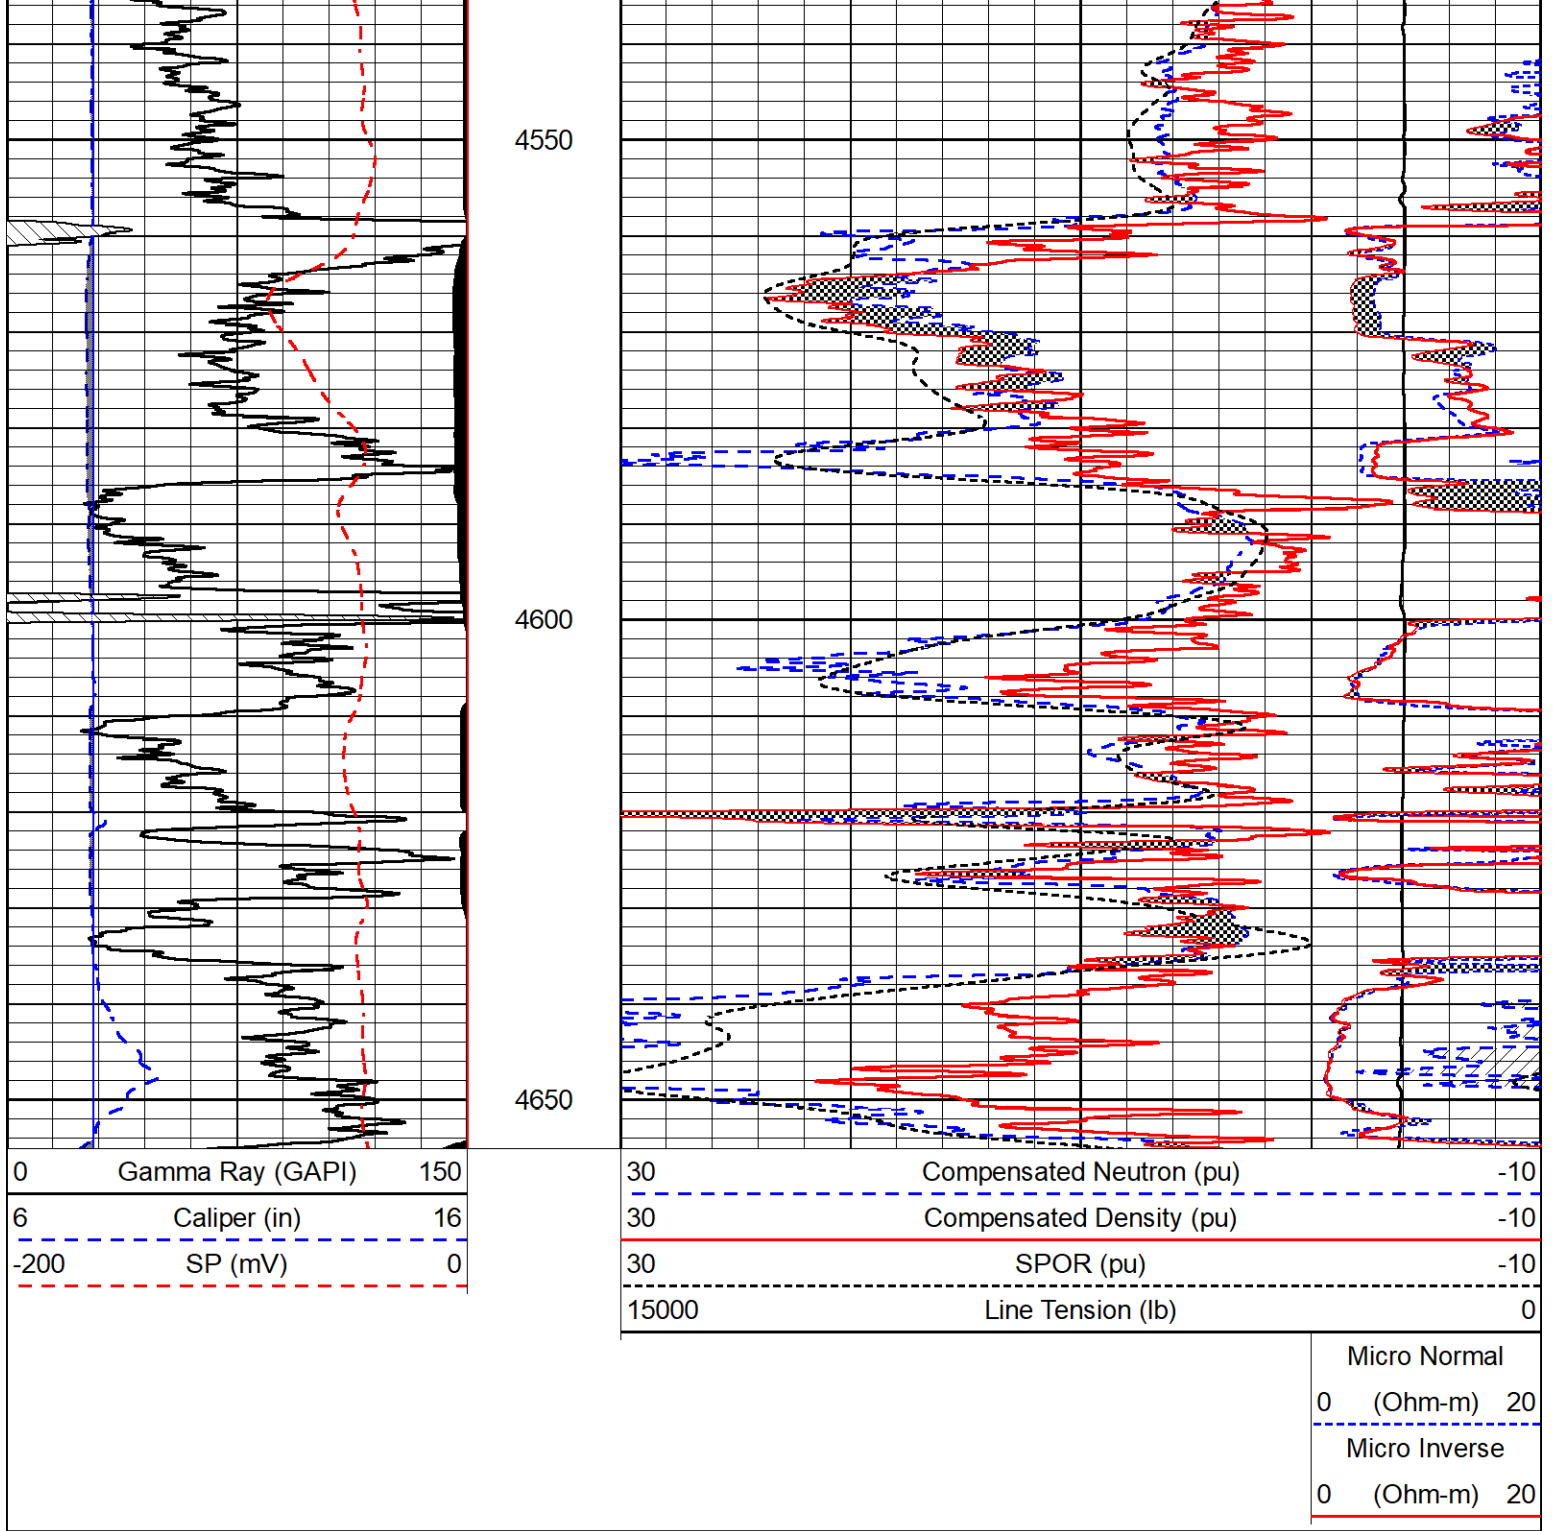 4550
4600
4650
0 Gamma Ray (GAPI) 150
6 Caliper (in) 16
-200 SP (mV) 0
30 Compensated Neutron (pu) -10
30 Compensated Density (pu) -10
30 SPOR (pu) -10
15000 Line Tension (lb) 0
Micro Normal
0 (Ohm-m) 20
Micro Inverse
0 (Ohm-m) 20